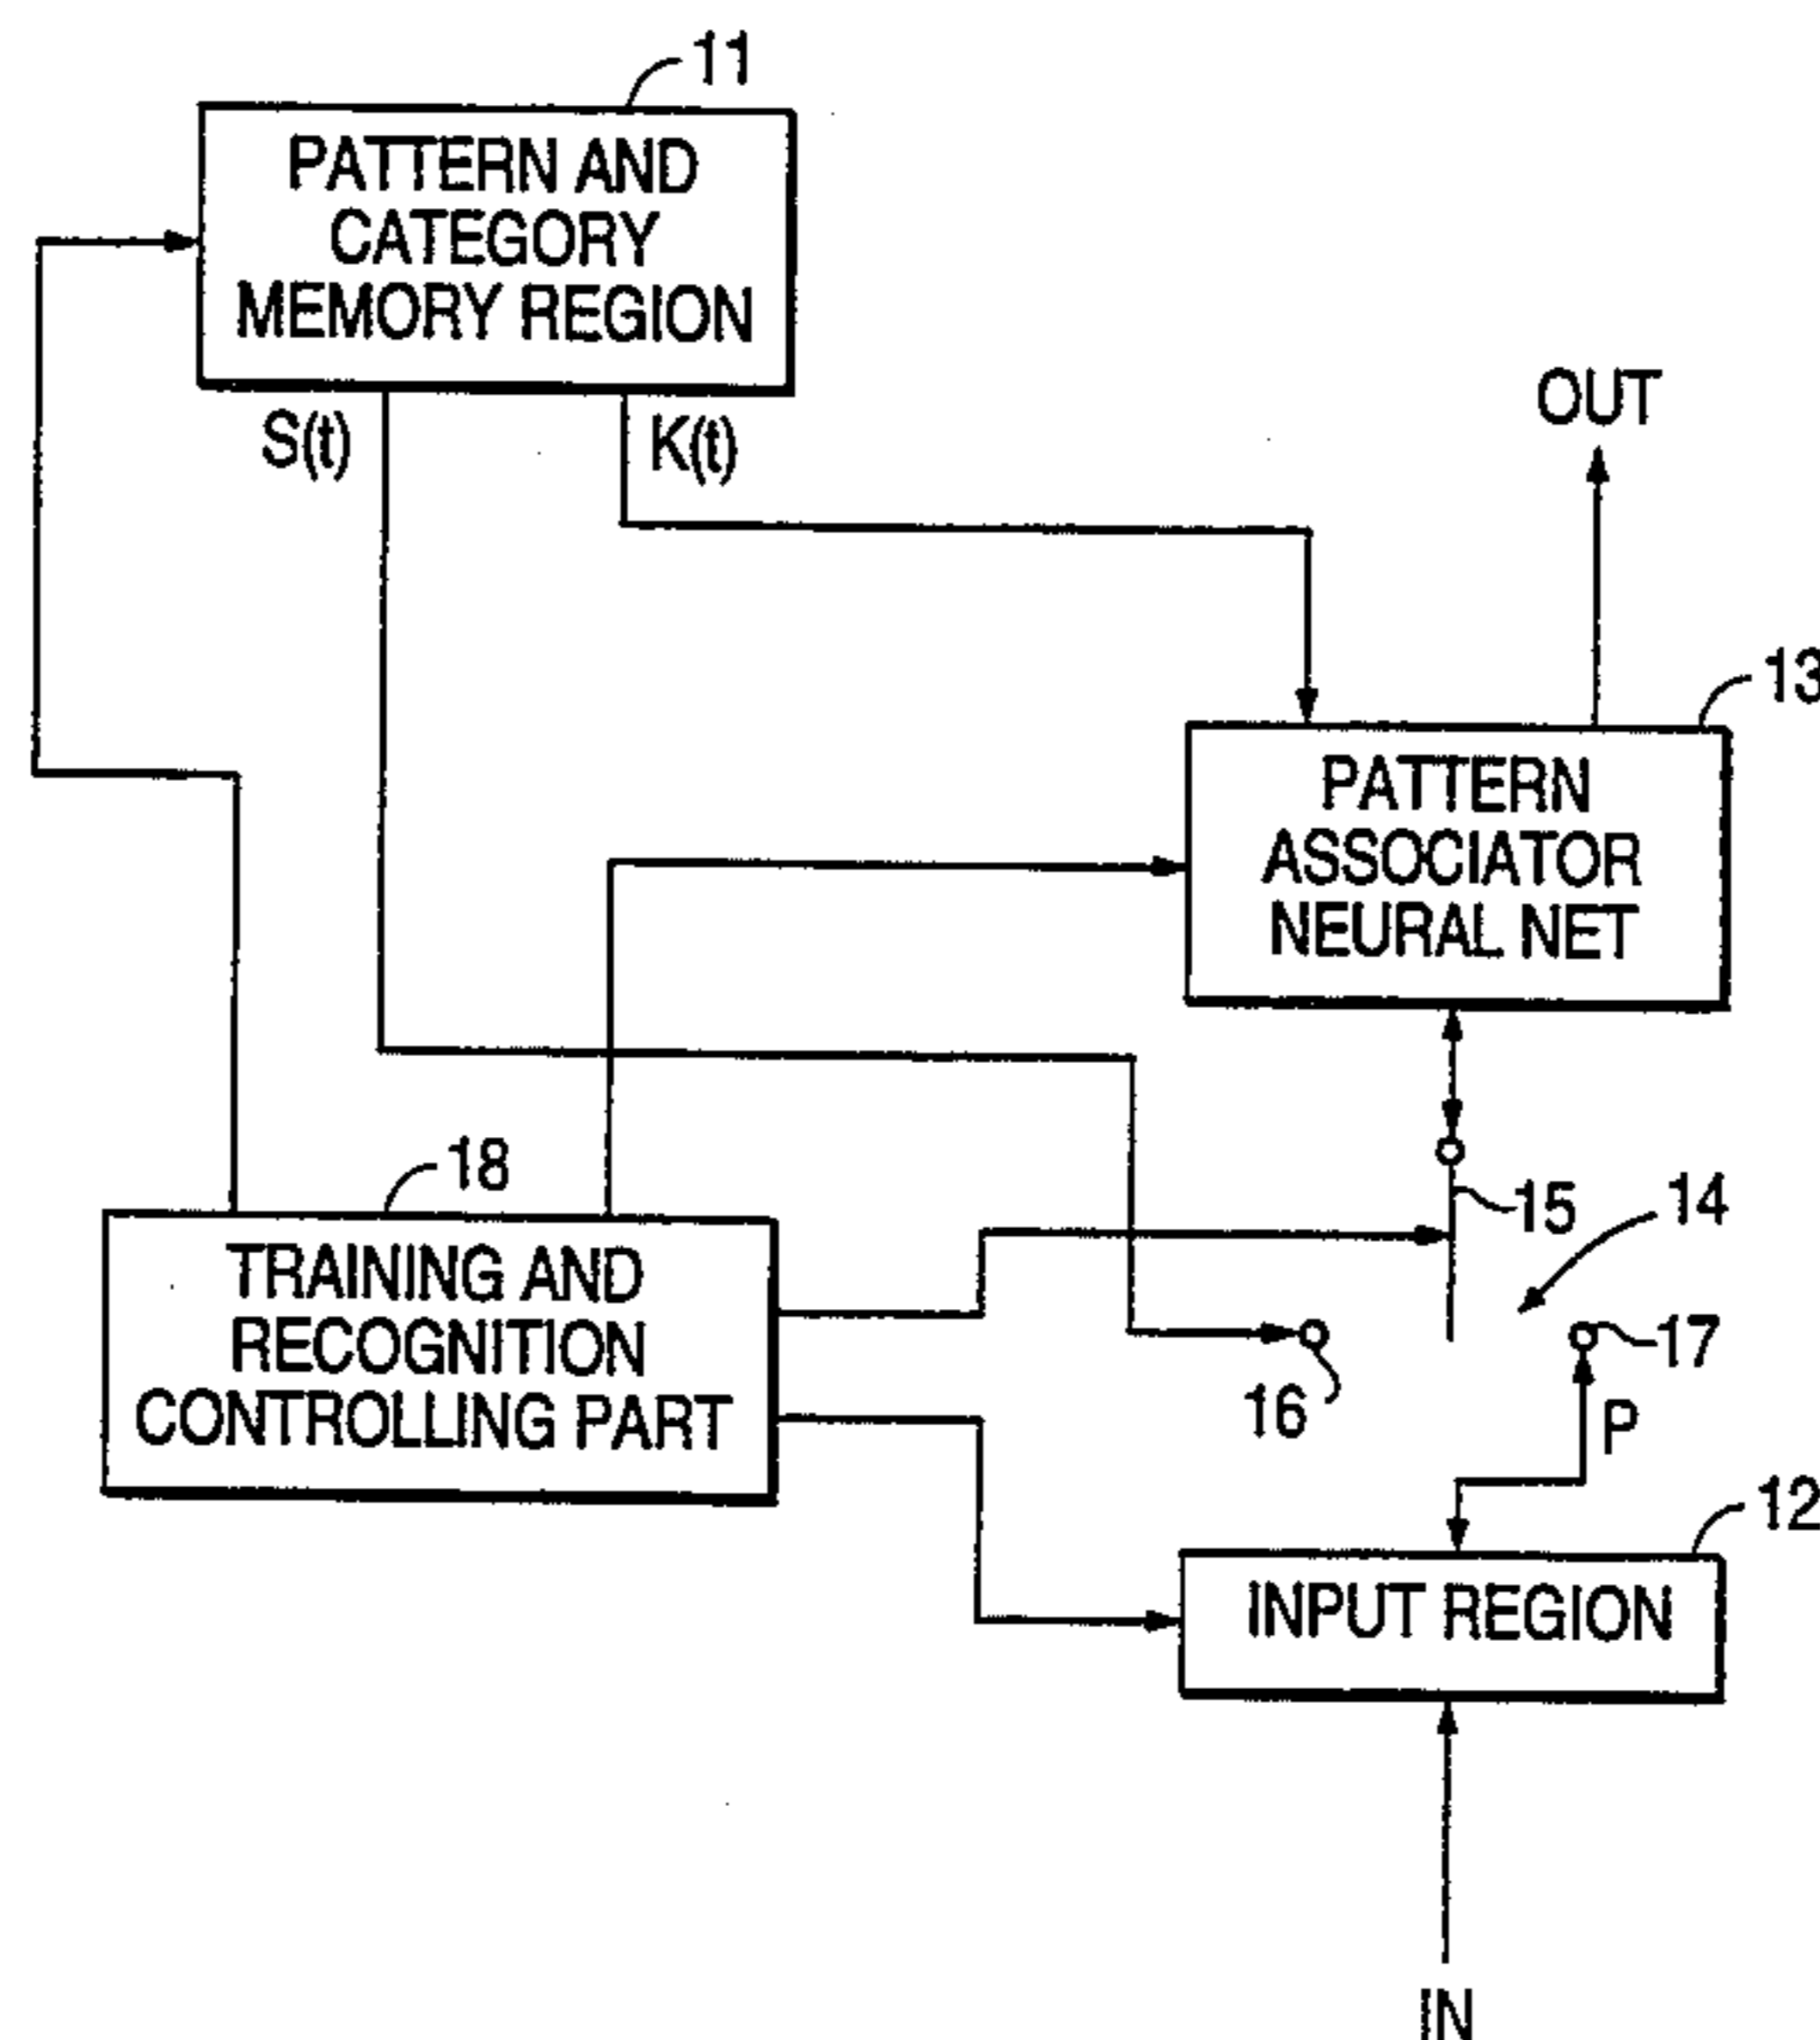 11
PATTERN AND
CATEGORY
MEMORY REGION
S(t)
K(t)
OUT
13
PATTERN
ASSOCIATOR
NEURAL NET
18
TRAINING AND
RECOGNITION
CONTROLLING PART
15
14
16
17
P
12
INPUT REGION
IN